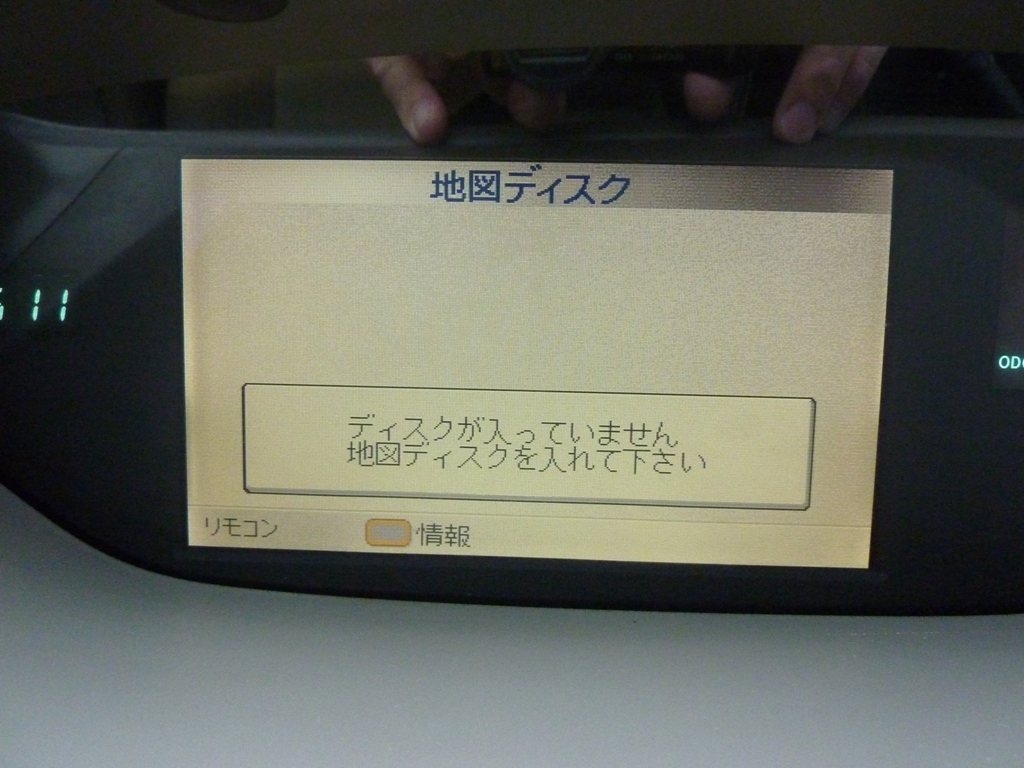 地図ディスク
11
ディスクが入っていません
地図ディスクを入れて下さい
リモコン
情報